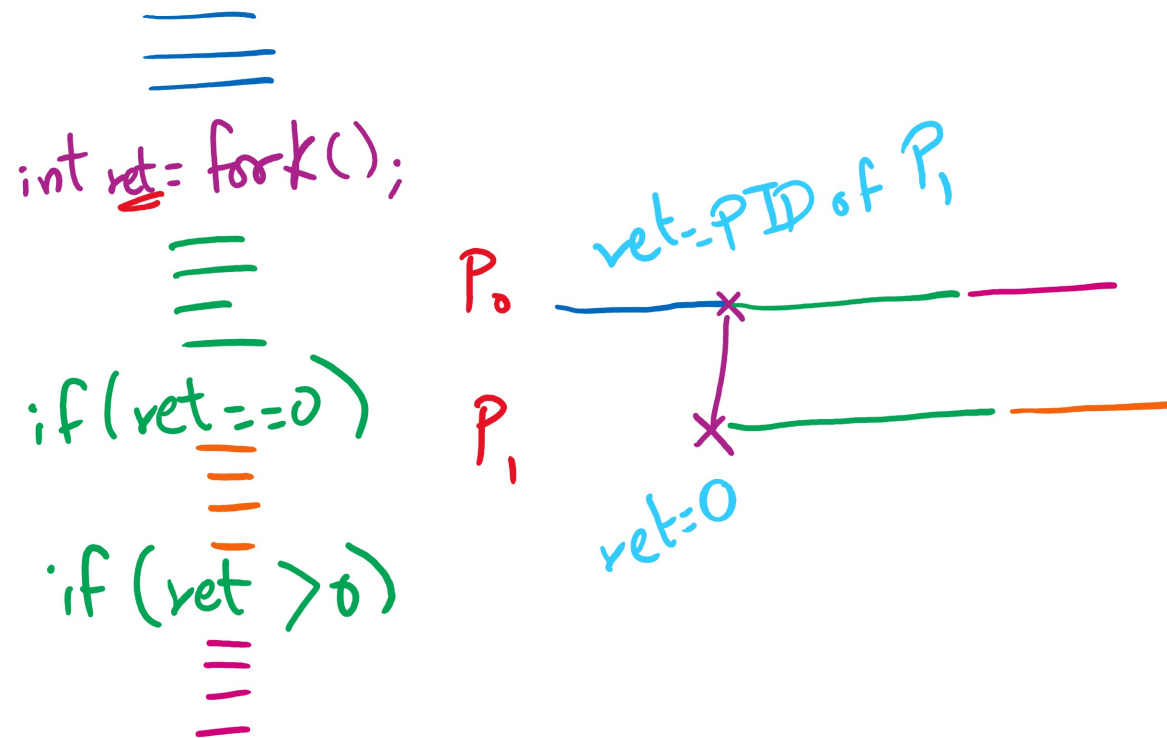 int ret = fork();
if (ret == 0)
if (ret > 0)
ret = PID of P1
P0
P1
ret = 0